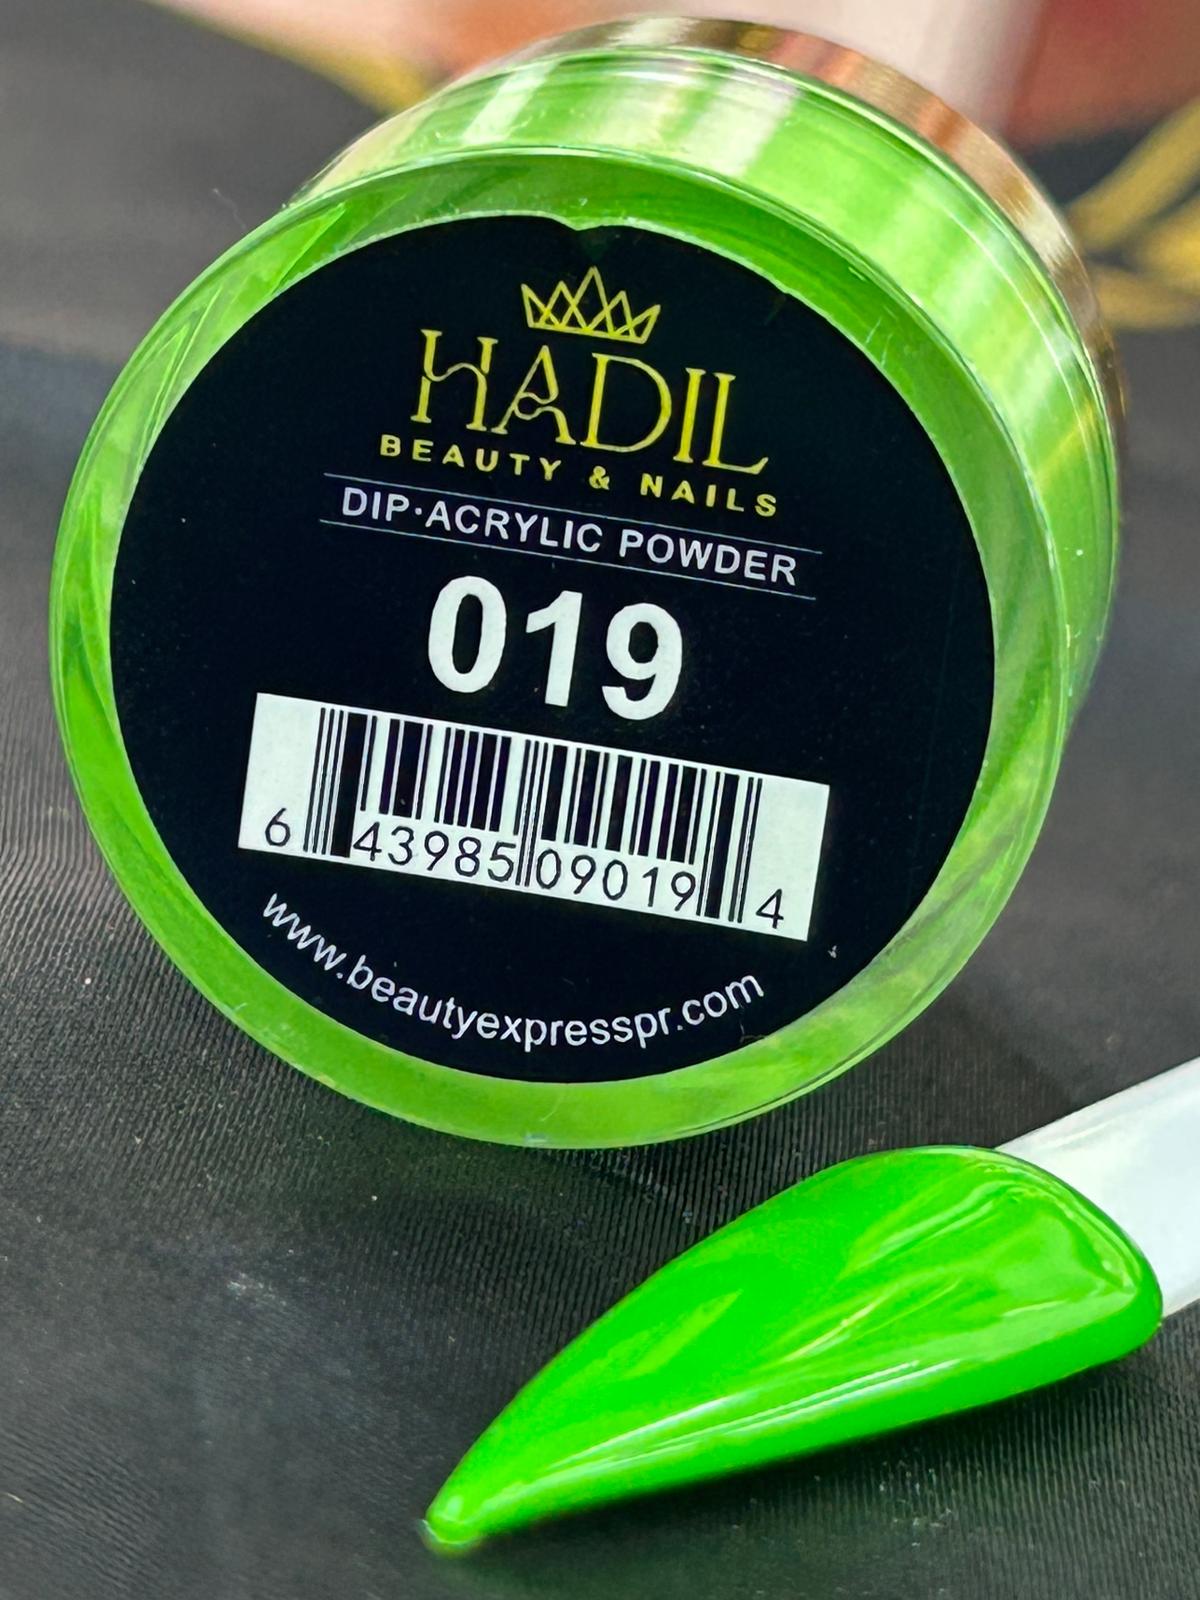 HADIL
BEAUTY & NAILS
DIP·ACRYLIC POWDER
019
6 43985 09019 4
www.beautyexpresspr.com